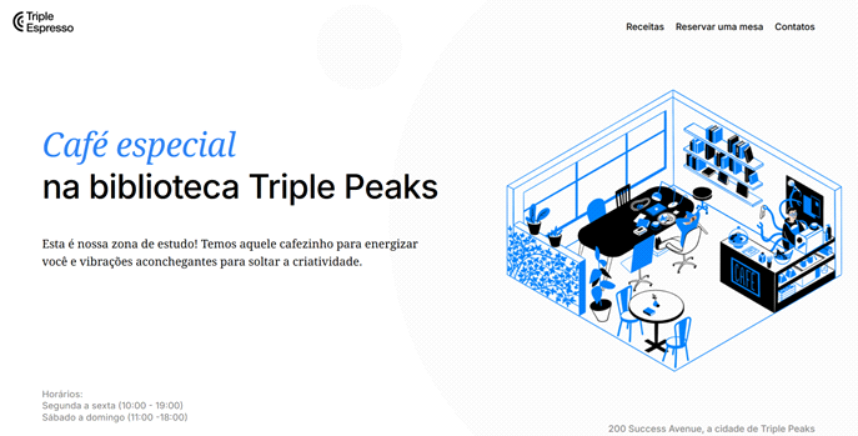 Triple
Espresso
Receitas Reservar uma mesa Contatos
Café especial
na biblioteca Triple Peaks
Esta é nossa zona de estudo! Temos aquele cafezinho para energizar
você e vibrações aconchegantes para soltar a criatividade.
CAFÉ
Horários:
Segunda a sexta (10:00 - 19:00)
Sábado a domingo (11:00 -18:00)
200 Success Avenue, a cidade de Triple Peaks